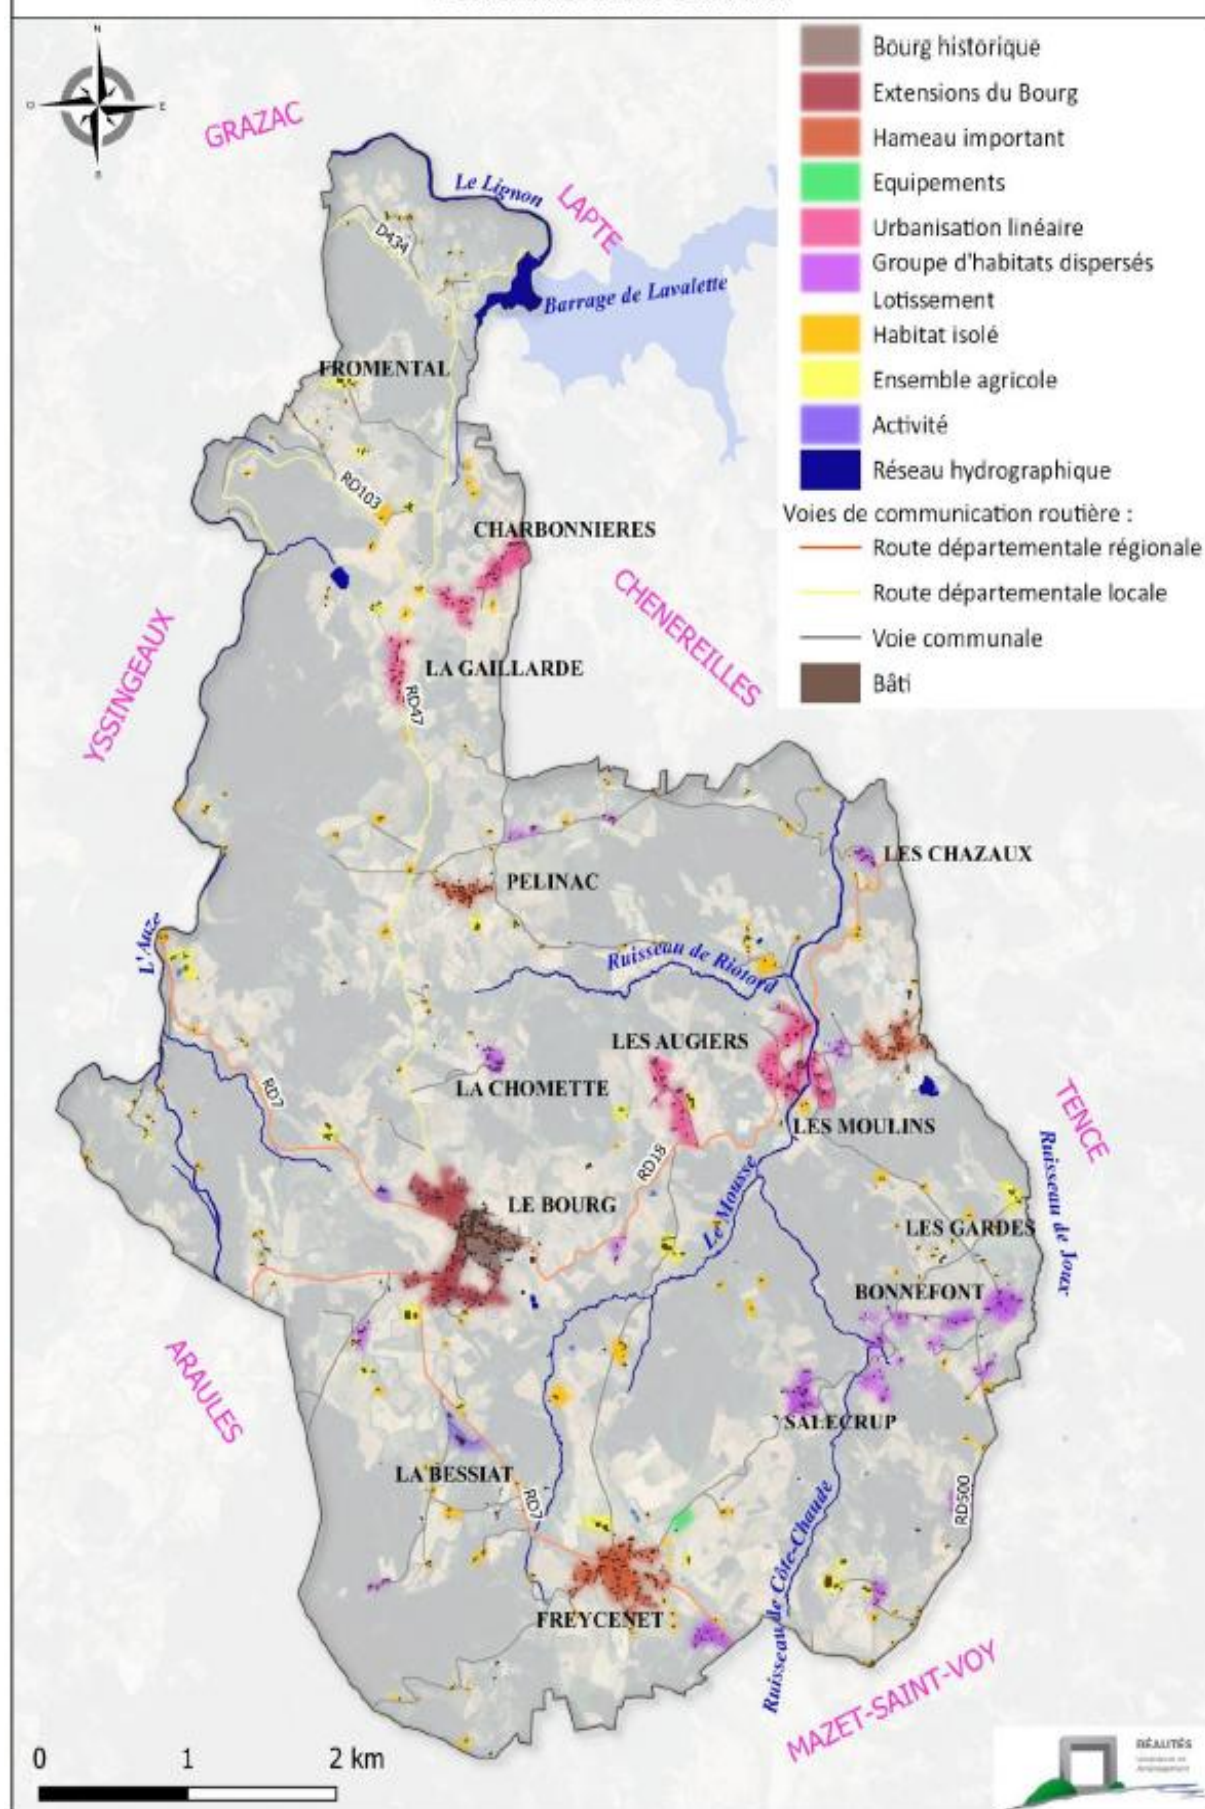 N
O
E
S
GRAZAC
Le Lignon
LAPTE
D434
Barrage de Lavalette
FROMENTAL
RD103
CHARBONNIERES
CHENEREILLES
YSSINGEAUX
LA GAILLARDE
RD47
LES CHAZAUX
PELINAC
L'Auze
Ruisseau de Riotord
LES AUGIERS
LA CHOMETTE
RD7
LES MOULINS
TENCE
Ruisseau de Joux
RD18
LE BOURG
Le Mousse
LES GARDES
BONNEFONT
ARAULES
SALECRUP
LA BESSIAT
RD7
RD500
Ruisseau de Côte-Chaude
FREYCENET
MAZET-SAINT-VOY
0 1 2 km
Bourg historique
Extensions du Bourg
Hameau important
Equipements
Urbanisation linéaire
Groupe d'habitats dispersés
Lotissement
Habitat isolé
Ensemble agricole
Activité
Réseau hydrographique
Voies de communication routière :
Route départementale régionale
Route départementale locale
Voie communale
Bâti
RÉALITÉS